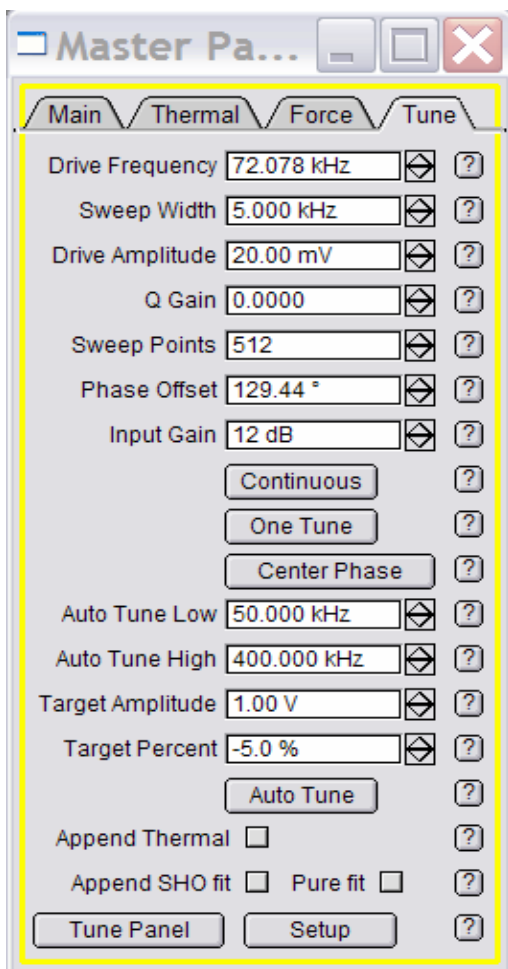 Master Pa...
Main Thermal Force Tune
Drive Frequency 72.078 kHz ?
Sweep Width 5.000 kHz ?
Drive Amplitude 20.00 mV ?
Q Gain 0.0000 ?
Sweep Points 512 ?
Phase Offset 129.44 ° ?
Input Gain 12 dB ?
Continuous ?
One Tune ?
Center Phase ?
Auto Tune Low 50.000 kHz ?
Auto Tune High 400.000 kHz ?
Target Amplitude 1.00 V ?
Target Percent -5.0 % ?
Auto Tune ?
Append Thermal ?
Append SHO fit Pure fit ?
Tune Panel Setup ?